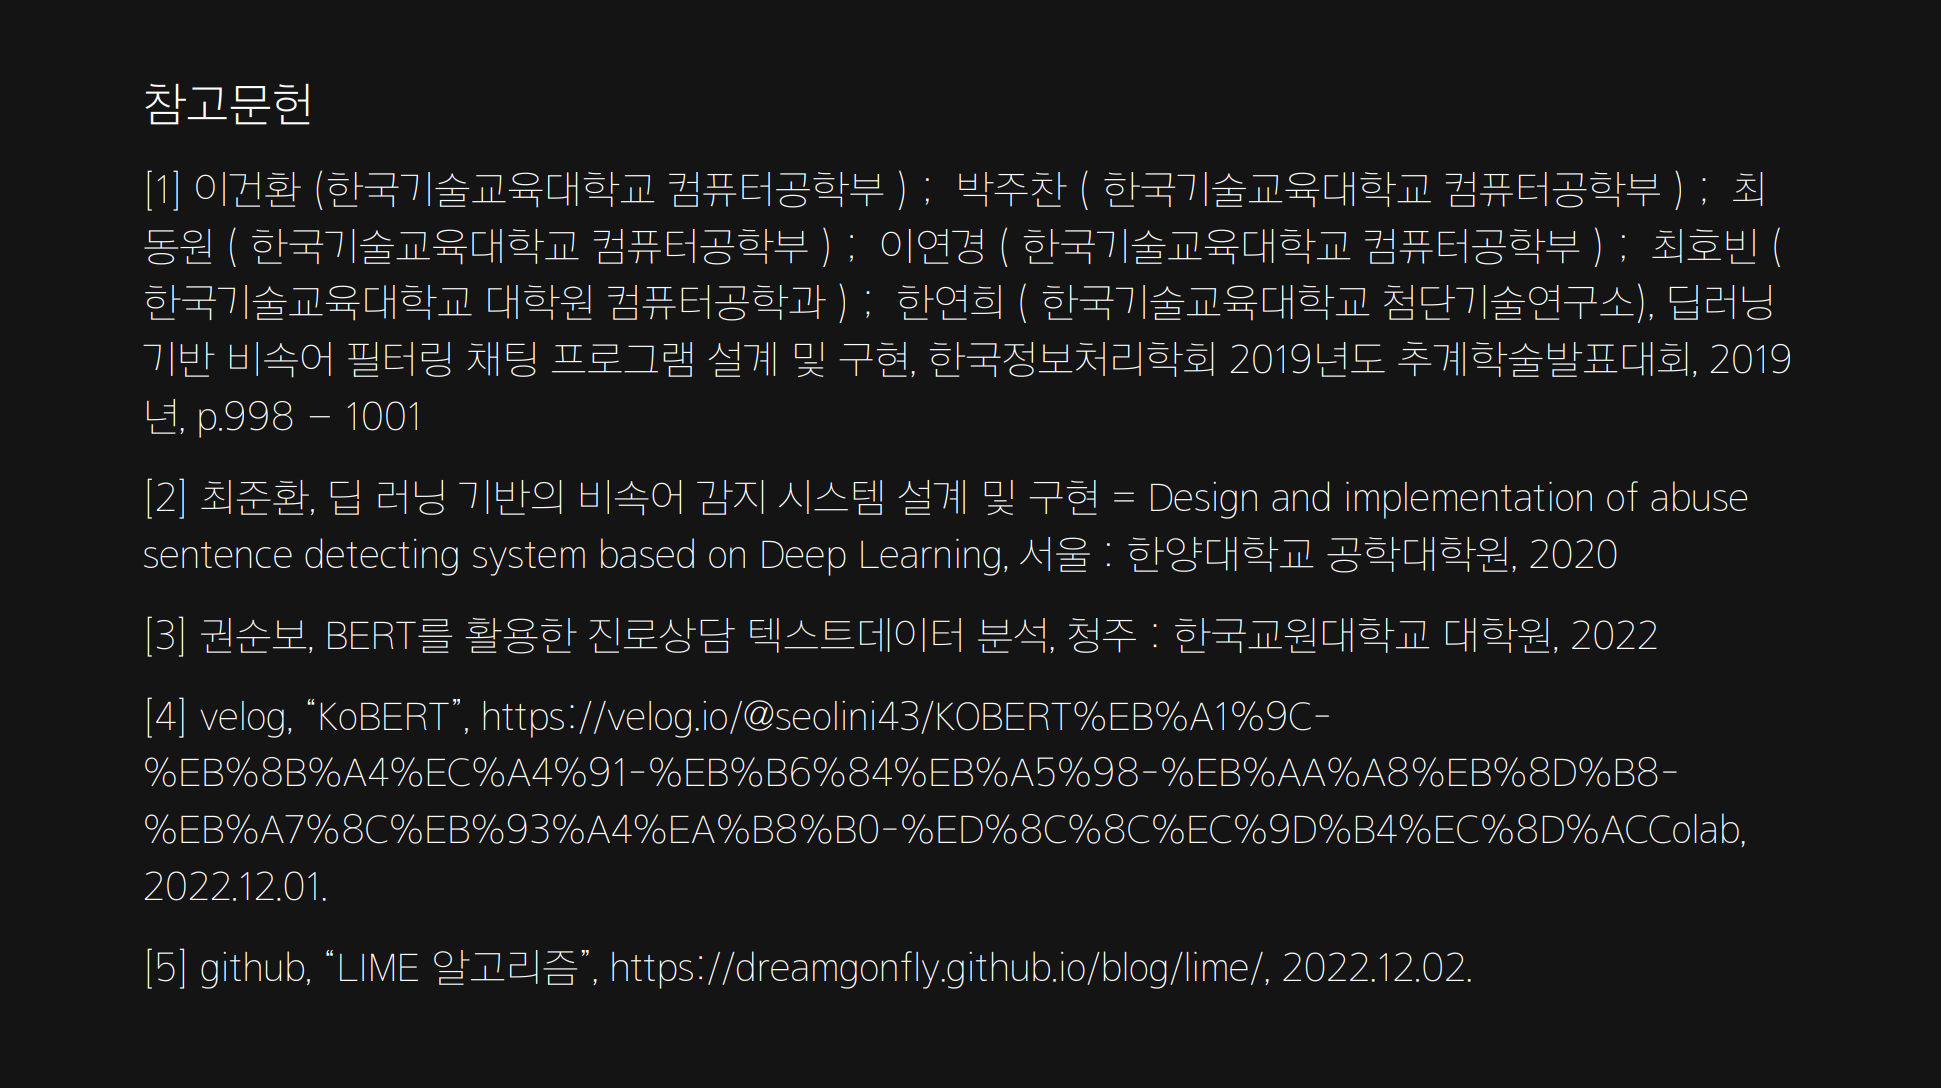 참고문헌
[1] 이건환 (한국기술교육대학교 컴퓨터공학부 ) ;  박주찬 ( 한국기술교육대학교 컴퓨터공학부 ) ;  최
동원 ( 한국기술교육대학교 컴퓨터공학부 ) ;  이연경 ( 한국기술교육대학교 컴퓨터공학부 ) ;  최호빈 (
한국기술교육대학교 대학원 컴퓨터공학과 ) ;  한연희 ( 한국기술교육대학교 첨단기술연구소), 딥러닝
기반 비속어 필터링 채팅 프로그램 설계 및 구현, 한국정보처리학회 2019년도 추계학술발표대회, 2019
년, p.998 – 1001
[2] 최준환, 딥 러닝 기반의 비속어 감지 시스템 설계 및 구현 = Design and implementation of abuse
sentence detecting system based on Deep Learning, 서울 : 한양대학교 공학대학원, 2020
[3] 권순보, BERT를 활용한 진로상담 텍스트데이터 분석, 청주 : 한국교원대학교 대학원, 2022
[4] velog, “KoBERT”, https://velog.io/@seolini43/KOBERT%EB%A1%9C-
%EB%8B%A4%EC%A4%91-%EB%B6%84%EB%A5%98-%EB%AA%A8%EB%8D%B8-
%EB%A7%8C%EB%93%A4%EA%B8%B0-%ED%8C%8C%EC%9D%B4%EC%8D%ACColab,
2022.12.01.
[5] github, “LIME 알고리즘”, https://dreamgonfly.github.io/blog/lime/, 2022.12.02.